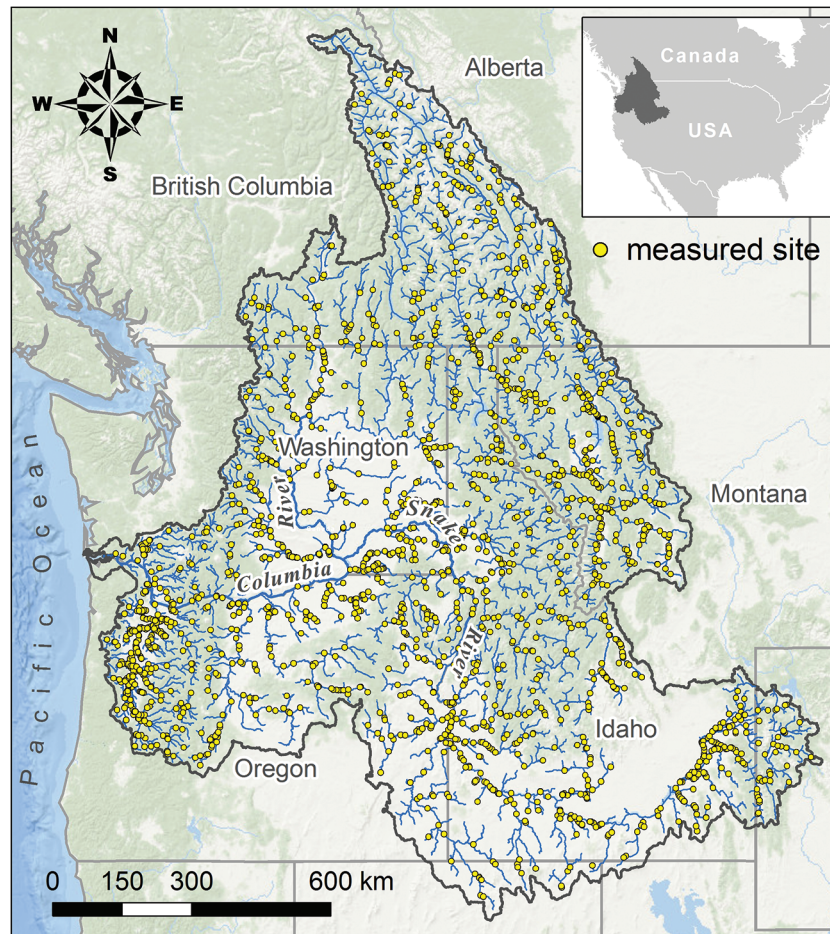 N
W
E
S
Alberta
Canada
USA
British Columbia
measured site
Washington
River
Snake
Columbia
River
Montana
Pacific Ocean
Idaho
Oregon
0 150 300 600 km